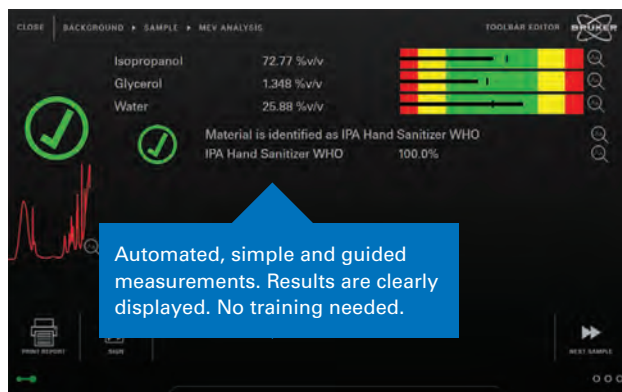 CLOSE BACKGROUND ▸ SAMPLE ▸ MEV ANALYSIS TOOLBAR EDITOR BRUKER
Isopropanol 72.77 %v/v
Glycerol 1.348 %v/v
Water 25.88 %v/v
Material is identified as IPA Hand Sanitizer WHO
IPA Hand Sanitizer WHO 100.0%
Automated, simple and guided
measurements. Results are clearly
displayed. No training needed.
PRINT REPORT SIGN NEXT SAMPLE